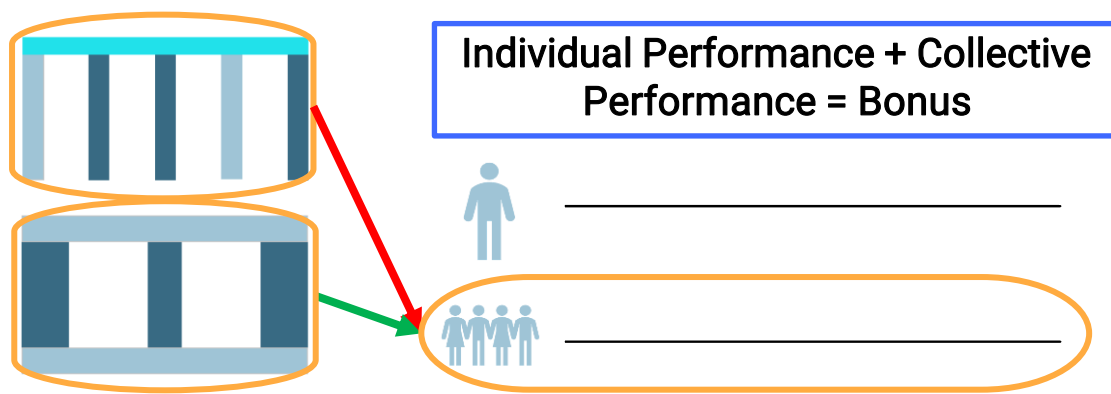 Individual Performance + Collective
Performance = Bonus